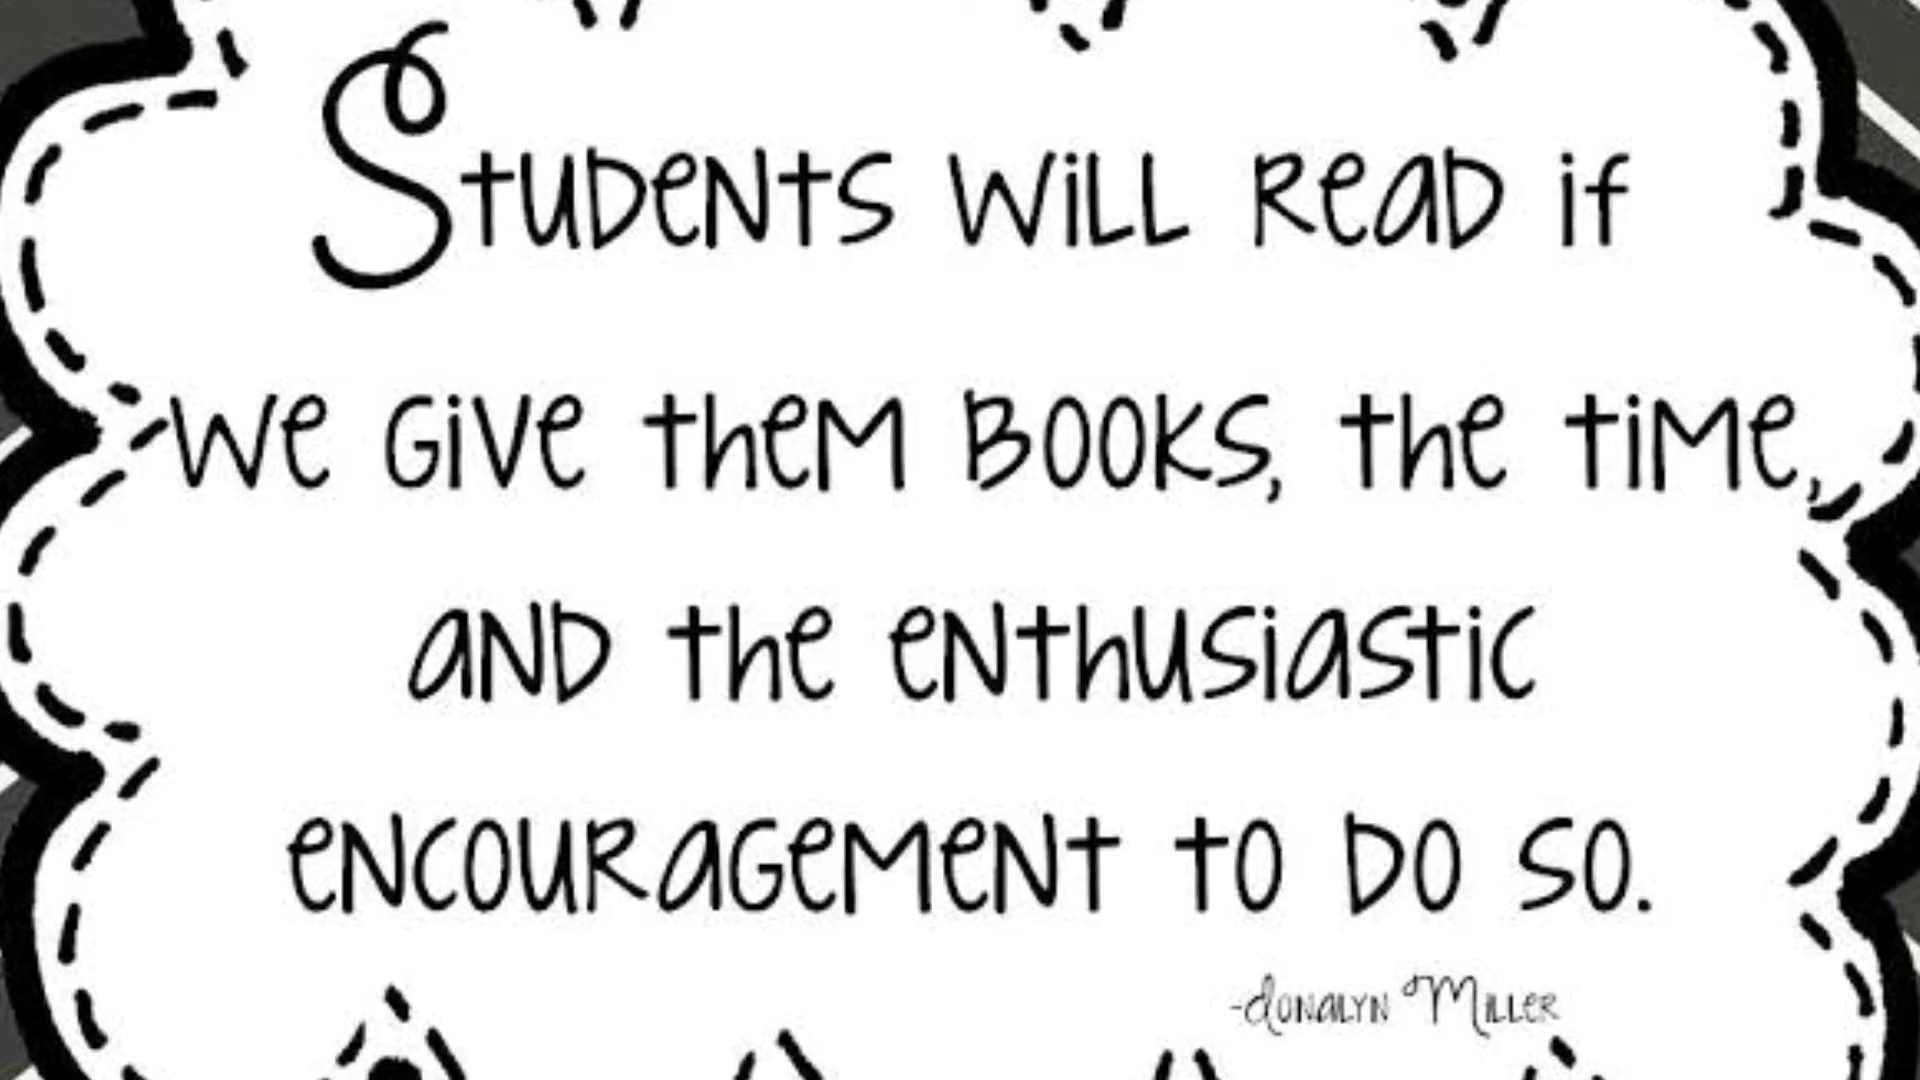 Students will read if
we give them books, the time,
and the enthusiastic
encouragement to do so.
-Donalyn Miller